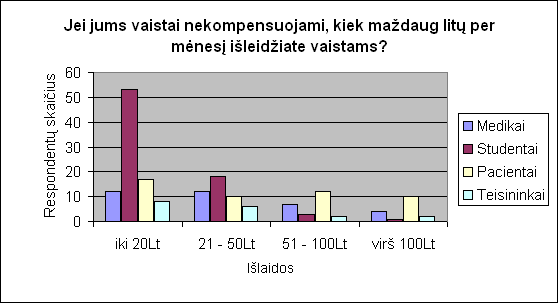 Jei jums vaistai nekompensuojami, kiek maždaug litų per
mėnesį išleidžiate vaistams?
Respondentų skaičius
60
50
40
30
20
10
0
iki 20Lt
21 - 50Lt
51 - 100Lt
virš 100Lt
Išlaidos
Medikai
Studentai
Pacientai
Teisininkai